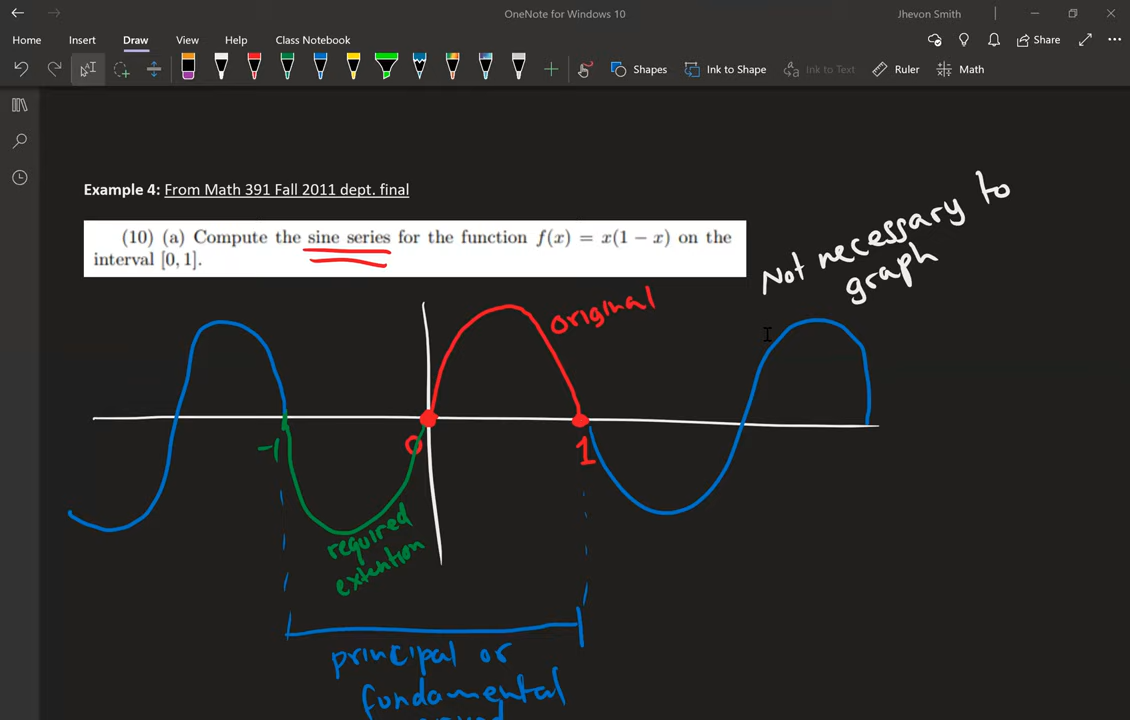 OneNote for Windows 10
Jhevon Smith
Home Insert Draw View Help Class Notebook
Share
Shapes Ink to Shape Ink to Text Ruler Math
Example 4: From Math 391 Fall 2011 dept. final
(10) (a) Compute the sine series for the function f(x) = x(1 − x) on the
interval [0, 1].
Not necessary to
graph
original
-1
0
1
required
extention
principal or
fundamental